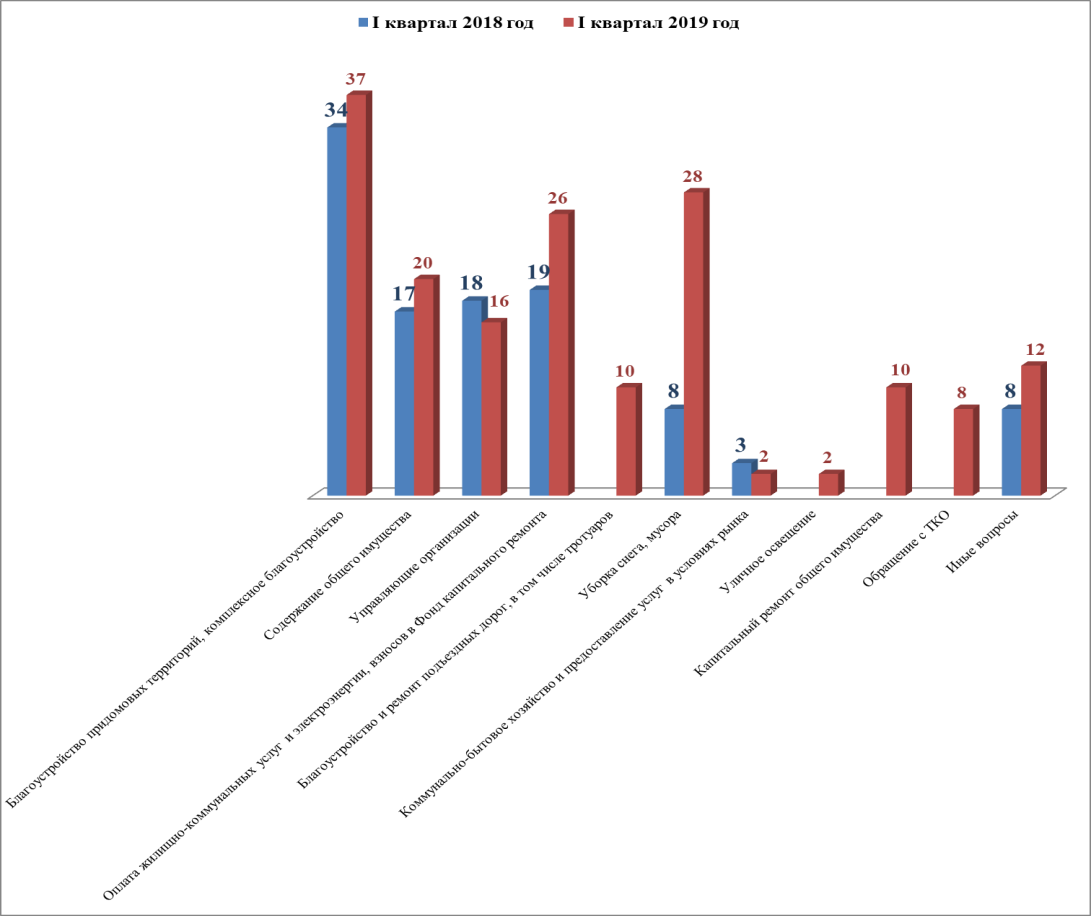 I квартал 2018 год I квартал 2019 год
34
37
17
20
18
16
19
26
10
8
28
3
2
2
10
8
8
12
Благоустройство придомовых территорий, комплексное благоустройство
Содержание общего имущества
Управляющие организации
Оплата жилищно-коммунальных услуг и электроэнергии, взносов в Фонд капитального ремонта
Благоустройство и ремонт подъездных дорог, в том числе тротуаров
Уборка снега, мусора
Коммунально-бытовое хозяйство и предоставление услуг в условиях рынка
Уличное освещение
Капитальный ремонт общего имущества
Обращение с ТКО
Иные вопросы